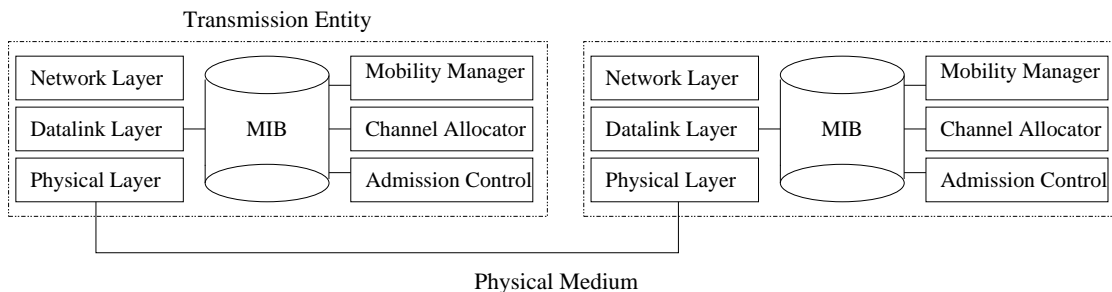 Transmission Entity
Network Layer
Datalink Layer
Physical Layer
MIB
Mobility Manager
Channel Allocator
Admission Control
Network Layer
Datalink Layer
Physical Layer
MIB
Mobility Manager
Channel Allocator
Admission Control
Physical Medium